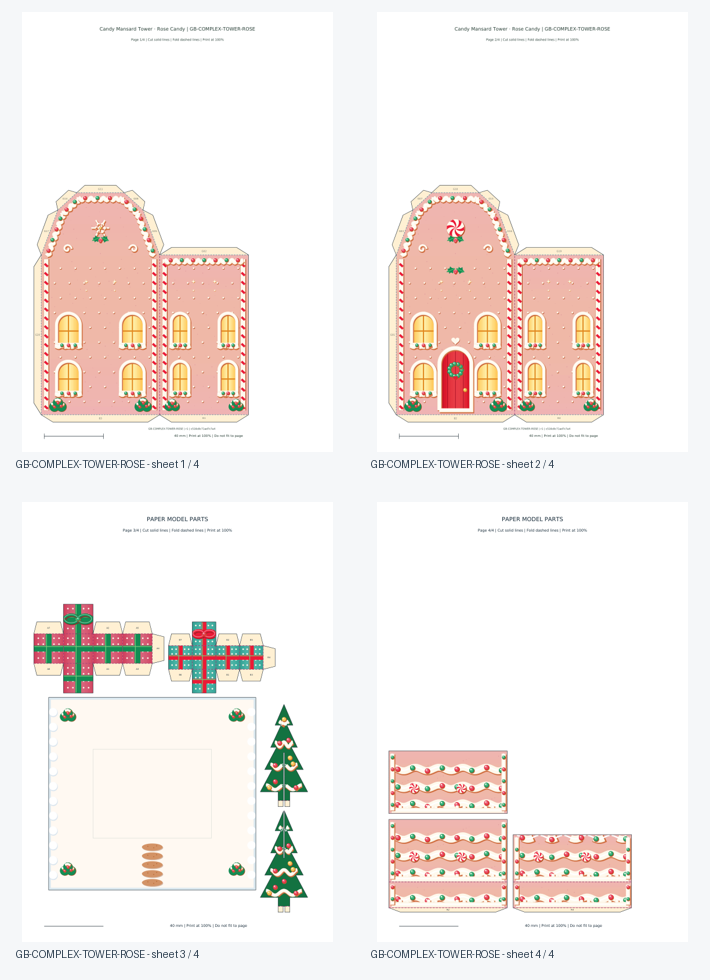 Candy Mansard Tower · Rose Candy | GB-COMPLEX-TOWER-ROSE
Page 1/4 | Cut solid lines | Fold dashed lines | Print at 100%
40 mm | Print at 100% | Do not fit to page
GB-COMPLEX-TOWER-ROSE - sheet 1 / 4
Candy Mansard Tower · Rose Candy | GB-COMPLEX-TOWER-ROSE
Page 2/4 | Cut solid lines | Fold dashed lines | Print at 100%
40 mm | Print at 100% | Do not fit to page
GB-COMPLEX-TOWER-ROSE - sheet 2 / 4
PAPER MODEL PARTS
Page 3/4 | Cut solid lines | Fold dashed lines | Print at 100%
40 mm | Print at 100% | Do not fit to page
GB-COMPLEX-TOWER-ROSE - sheet 3 / 4
PAPER MODEL PARTS
Page 4/4 | Cut solid lines | Fold dashed lines | Print at 100%
40 mm | Print at 100% | Do not fit to page
GB-COMPLEX-TOWER-ROSE - sheet 4 / 4